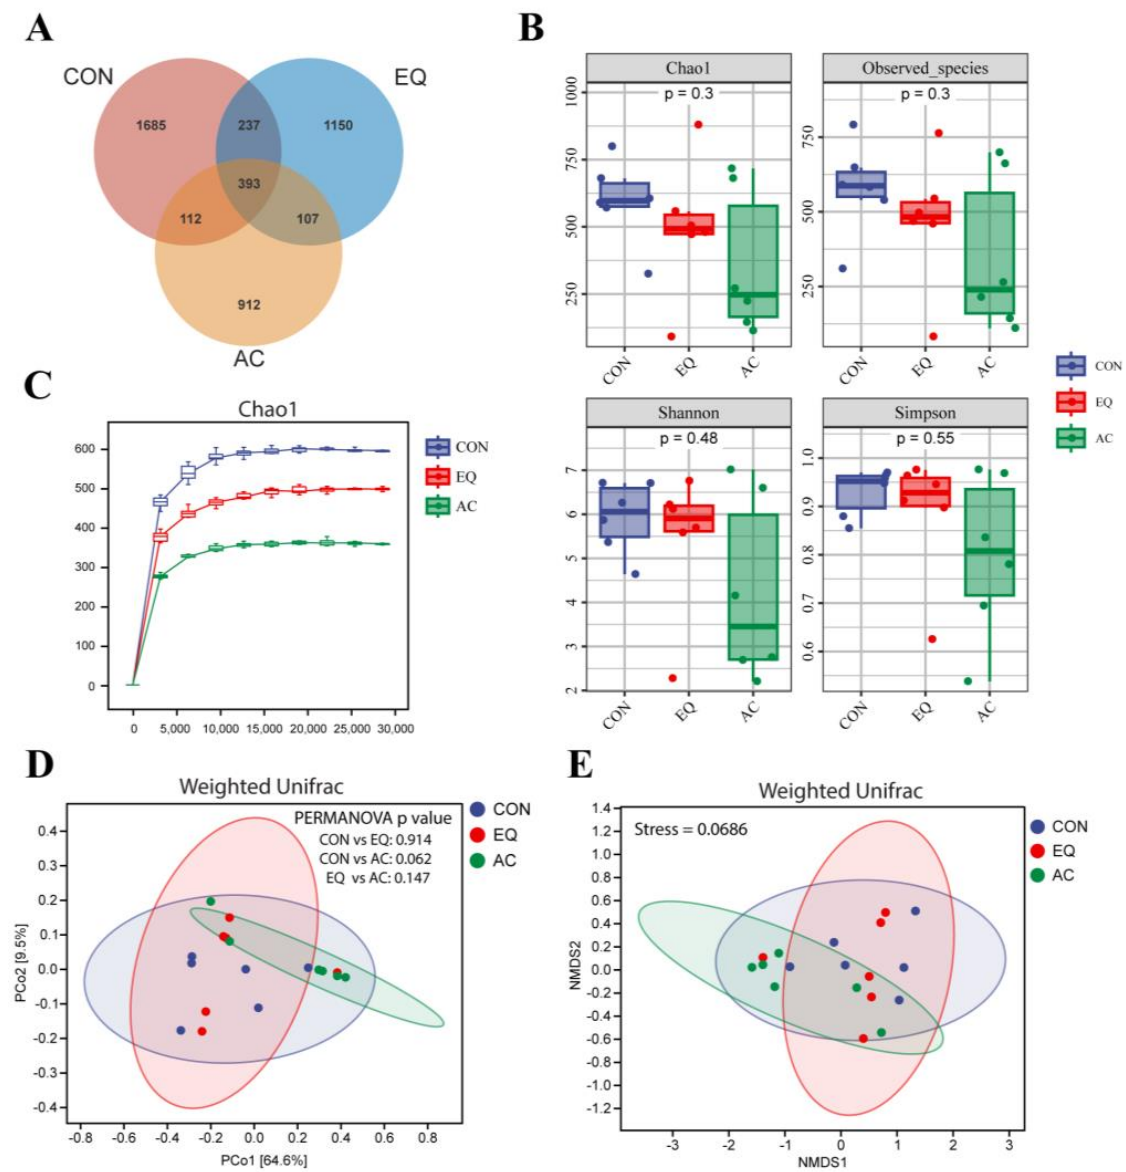 A
CON
EQ
1685
237
1150
393
112
107
912
AC
B
Chao1
p = 0.3
1000
750
500
250
CON
EQ
AC
Observed_species
p = 0.3
750
500
250
CON
EQ
AC
Shannon
p = 0.48
7
6
5
4
3
2
CON
EQ
AC
Simpson
p = 0.55
1.0
0.9
0.8
0.7
0.6
CON
EQ
AC
CON
EQ
AC
C
Chao1
600
500
400
300
200
100
0
0 5,000 10,000 15,000 20,000 25,000 30,000
CON
EQ
AC
D
Weighted Unifrac
PERMANOVA p value
CON vs EQ: 0.914
CON vs AC: 0.062
EQ vs AC: 0.147
CON
EQ
AC
PCo2 [9.5%]
0.4
0.3
0.2
0.1
0.0
-0.1
-0.2
-0.3
-0.4
-0.8 -0.6 -0.4 -0.2 0.0 0.2 0.4 0.6 0.8
PCo1 [64.6%]
E
Weighted Unifrac
Stress = 0.0686
CON
EQ
AC
NMDS2
1.4
1.2
1.0
0.8
0.6
0.4
0.2
0.0
-0.2
-0.4
-0.6
-0.8
-1.0
-1.2
-3 -2 -1 0 1 2 3
NMDS1